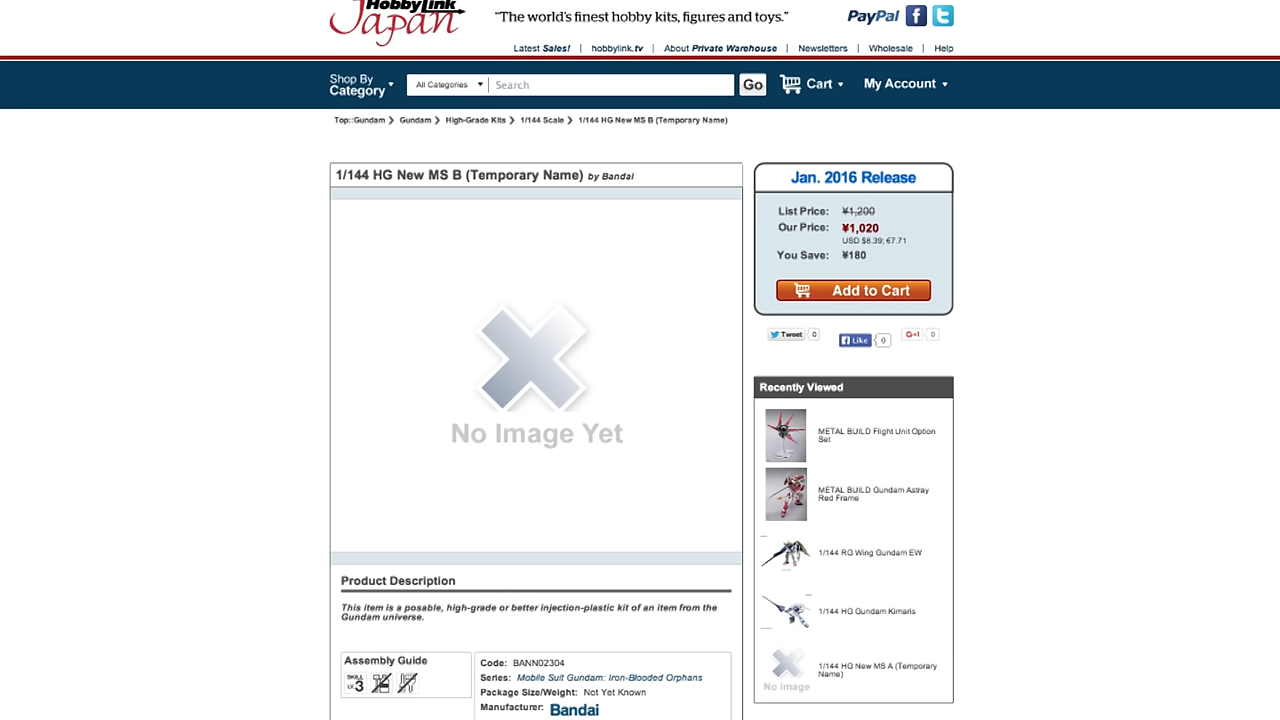 HobbyLink
Japan
“The world's finest hobby kits, figures and toys.”
PayPal
f
t
Latest Sales! | hobbylink.tv | About Private Warehouse | Newsletters | Wholesale | Help
Shop By
Category
All Categories
Search
Go
Cart
My Account
Top::Gundam ❯ Gundam ❯ High-Grade Kits ❯ 1/144 Scale ❯ 1/144 HG New MS B (Temporary Name)
1/144 HG New MS B (Temporary Name) by Bandai
No Image Yet
Product Description
This item is a posable, high-grade or better injection-plastic kit of an item from the
Gundam universe.
Assembly Guide
SKILL
LV.3
Code: BANN02304
Series: Mobile Suit Gundam: Iron-Blooded Orphans
Package Size/Weight: Not Yet Known
Manufacturer: Bandai
Jan. 2016 Release
List Price: ¥1,200
Our Price: ¥1,020
USD $8.39; €7.71
You Save: ¥180
Add to Cart
Tweet 0
f Like 0
G+1 0
Recently Viewed
METAL BUILD Flight Unit Option
Set
METAL BUILD Gundam Astray
Red Frame
1/144 RG Wing Gundam EW
1/144 HG Gundam Kimaris
1/144 HG New MS A (Temporary
Name)
No Image